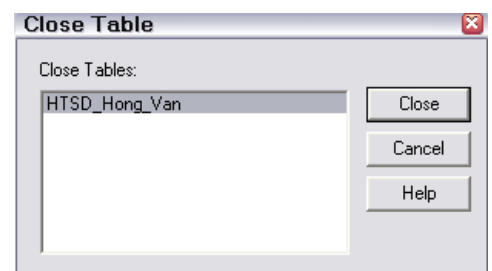 Close Table
Close Tables:
HTSD_Hong_Van
Close
Cancel
Help